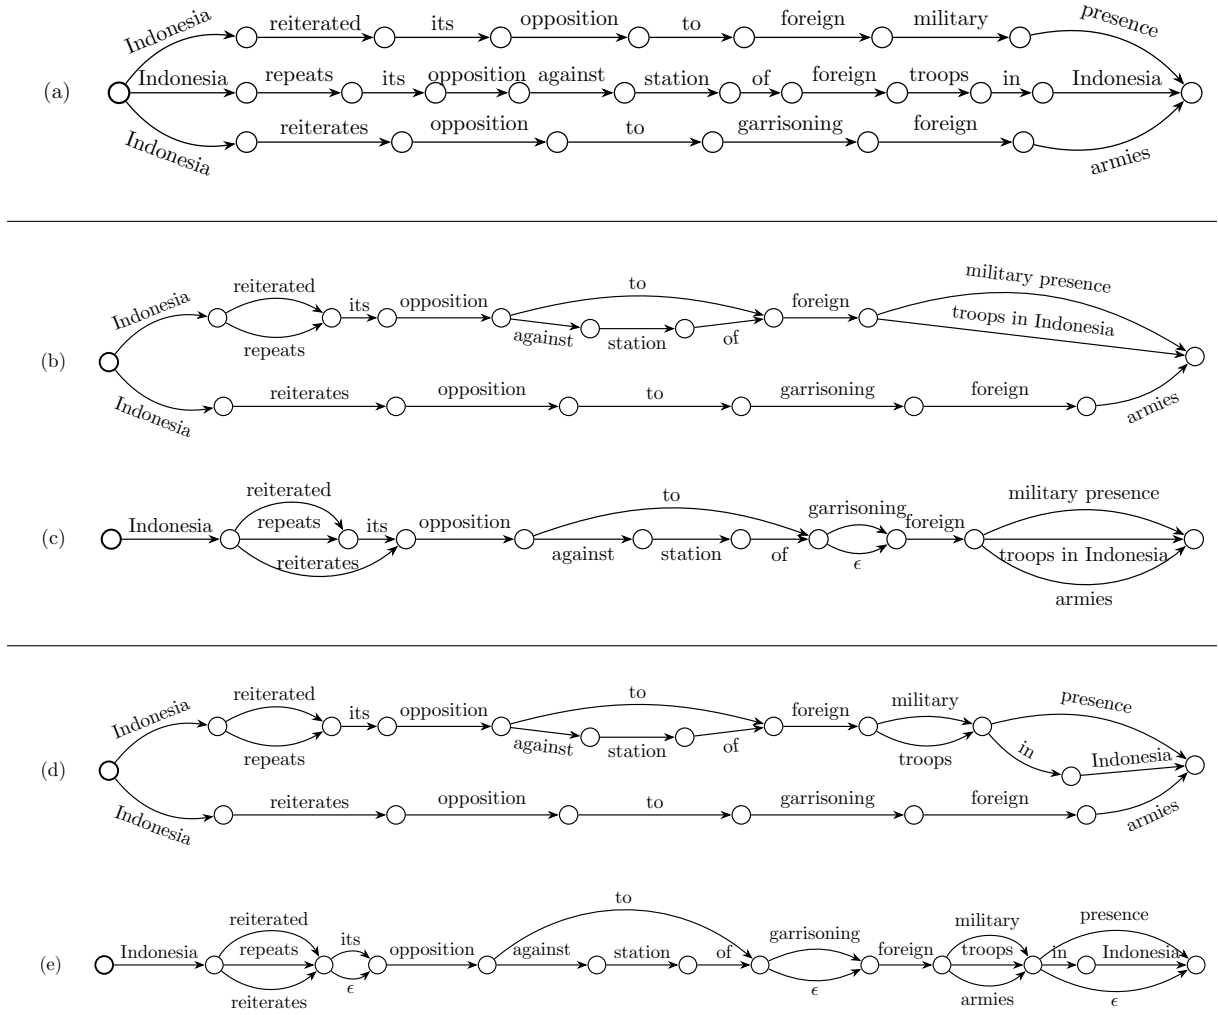 Indonesia reiterated its opposition to foreign military presence
(a) Indonesia repeats its opposition against station of foreign troops in Indonesia
Indonesia reiterates opposition to garrisoning foreign armies
military presence
Indonesia reiterated its opposition to foreign
repeats against station of troops in Indonesia
(b)
Indonesia reiterates opposition to garrisoning foreign armies
reiterated to military presence
(c) Indonesia repeats its opposition garrisoning foreign
reiterates against station of ϵ troops in Indonesia
armies
Indonesia reiterated its opposition to foreign military presence
repeats against station of troops in Indonesia
(d)
Indonesia reiterates opposition to garrisoning foreign armies
to
reiterated its garrisoning military presence
(e) Indonesia repeats opposition against station of foreign troops in Indonesia
reiterates ϵ ϵ armies ϵ